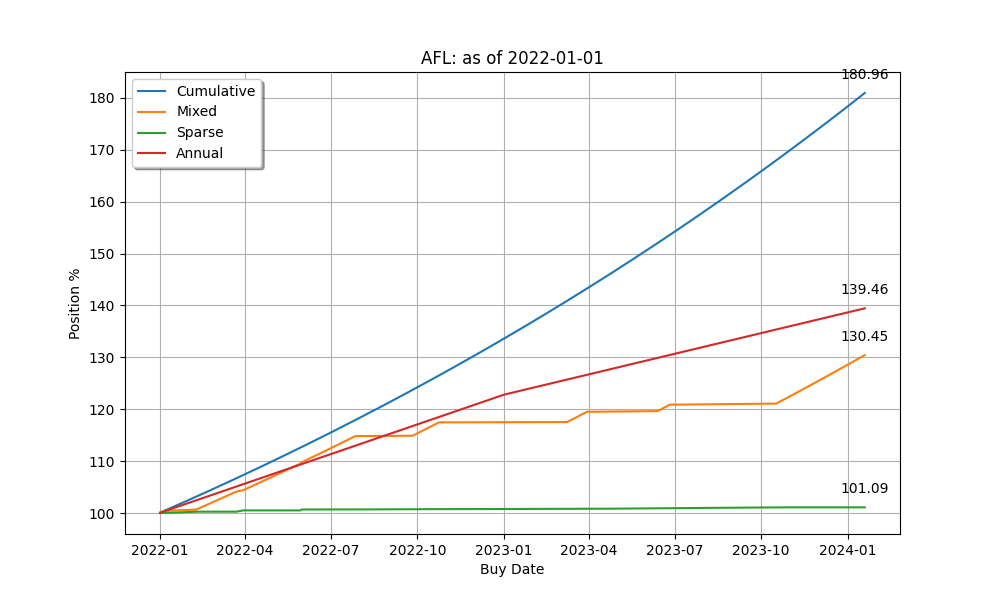 AFL: as of 2022-01-01
180.96
Cumulative
Mixed
Sparse
Annual
180
170
160
150
140
130
120
110
100
Position %
139.46
130.45
101.09
2022-01 2022-04 2022-07 2022-10 2023-01 2023-04 2023-07 2023-10 2024-01
Buy Date